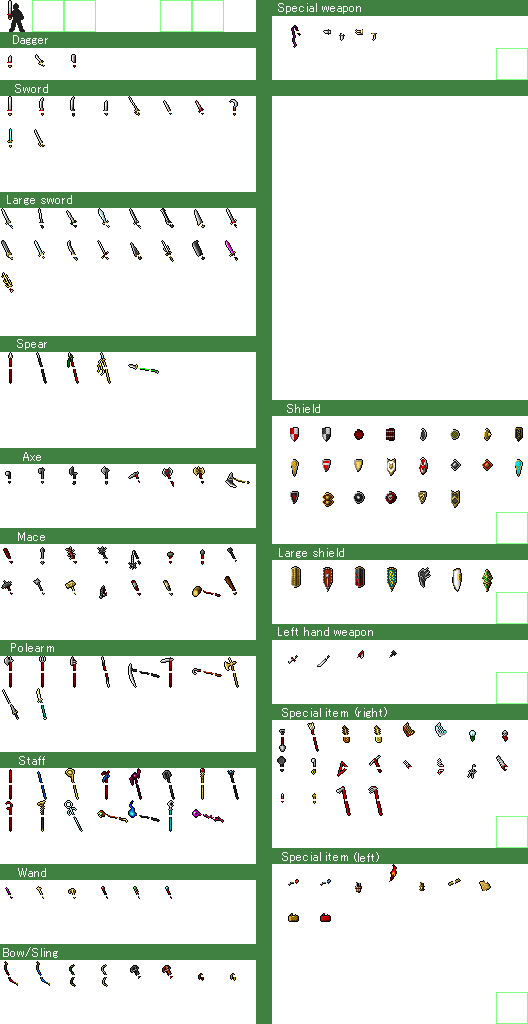 Dagger
Sword
Large sword
Spear
Axe
Mace
Polearm
Staff
Wand
Bow/Sling
Special weapon
Shield
Large shield
Left hand weapon
Special item (right)
Special item (left)